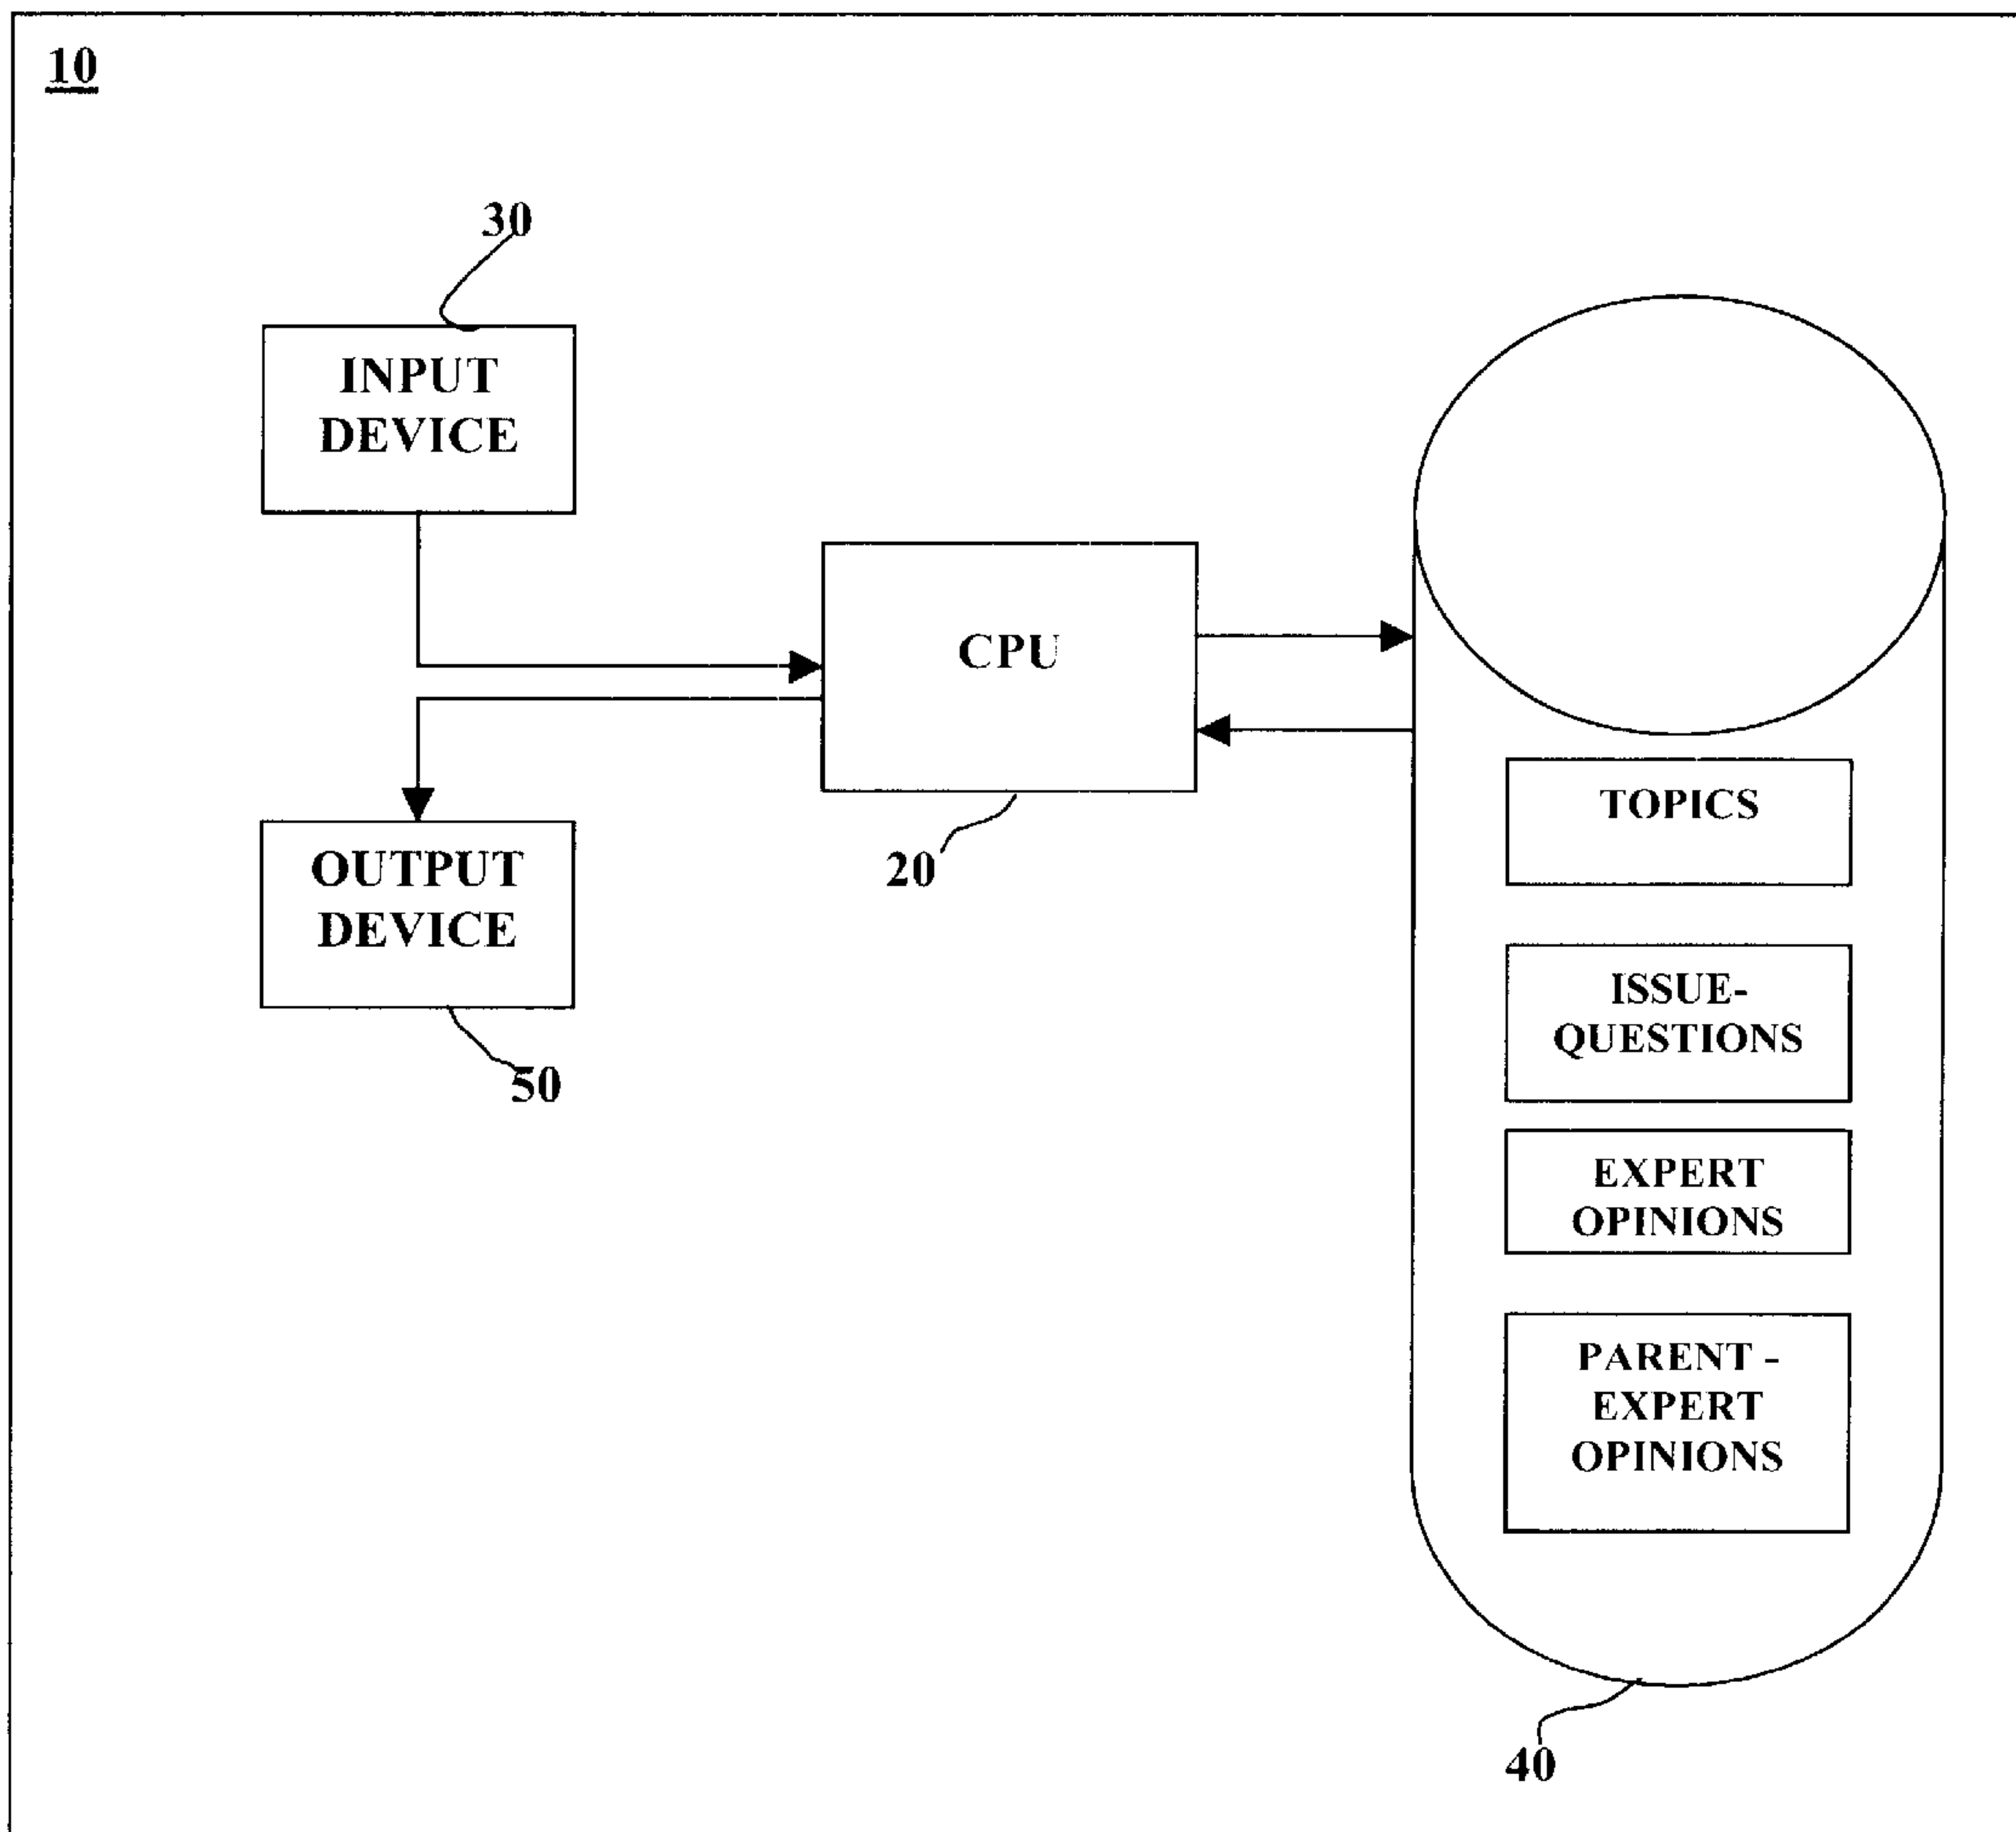 10
30
INPUT
DEVICE
CPU
20
OUTPUT
DEVICE
50
TOPICS
ISSUE-
QUESTIONS
EXPERT
OPINIONS
PARENT -
EXPERT
OPINIONS
40